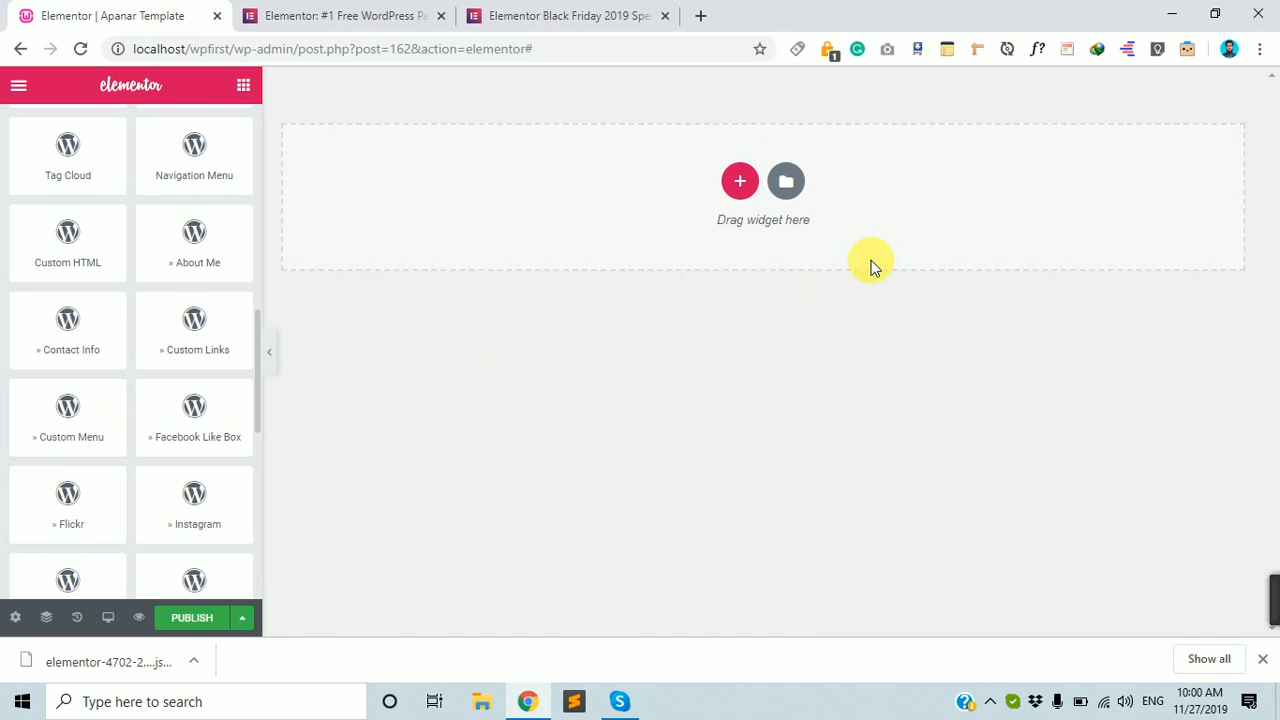 Elementor | Apanar Template
Elementor: #1 Free WordPress Pa
Elementor Black Friday 2019 Spe
localhost/wpfirst/wp-admin/post.php?post=162&action=elementor#
1
f?
elementor
Tag Cloud
Navigation Menu
Custom HTML
» About Me
» Contact Info
» Custom Links
» Custom Menu
» Facebook Like Box
» Flickr
» Instagram
Drag widget here
PUBLISH
elementor-4702-2....js...
Show all
Type here to search
ENG
10:00 AM
11/27/2019